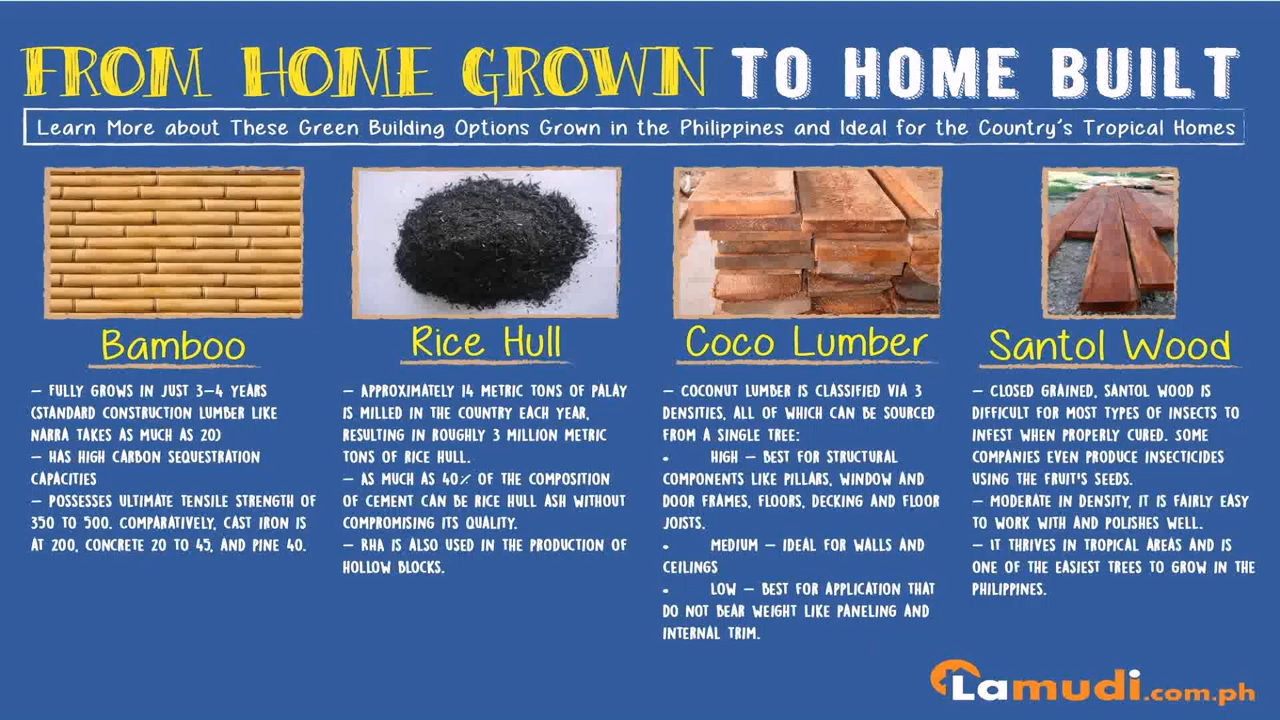 FROM HOME GROWN TO HOME BUILT
Learn More about These Green Building Options Grown in the Philippines and Ideal for the Country's Tropical Homes
Bamboo
– FULLY GROWS IN JUST 3–4 YEARS
(STANDARD CONSTRUCTION LUMBER LIKE
NARRA TAKES AS MUCH AS 20)
– HAS HIGH CARBON SEQUESTRATION
CAPACITIES
– POSSESSES ULTIMATE TENSILE STRENGTH OF
350 TO 500. COMPARATIVELY, CAST IRON IS
AT 200, CONCRETE 20 TO 45, AND PINE 40.
Rice Hull
– APPROXIMATELY 14 METRIC TONS OF PALAY
IS MILLED IN THE COUNTRY EACH YEAR,
RESULTING IN ROUGHLY 3 MILLION METRIC
TONS OF RICE HULL.
– AS MUCH AS 40% OF THE COMPOSITION
OF CEMENT CAN BE RICE HULL ASH WITHOUT
COMPROMISING ITS QUALITY.
– RHA IS ALSO USED IN THE PRODUCTION OF
HOLLOW BLOCKS.
Coco Lumber
– COCONUT LUMBER IS CLASSIFIED VIA 3
DENSITIES, ALL OF WHICH CAN BE SOURCED
FROM A SINGLE TREE:
• HIGH – BEST FOR STRUCTURAL
COMPONENTS LIKE PILLARS, WINDOW AND
DOOR FRAMES, FLOORS, DECKING AND FLOOR
JOISTS.
• MEDIUM – IDEAL FOR WALLS AND
CEILINGS
• LOW – BEST FOR APPLICATION THAT
DO NOT BEAR WEIGHT LIKE PANELING AND
INTERNAL TRIM.
Santol Wood
– CLOSED GRAINED, SANTOL WOOD IS
DIFFICULT FOR MOST TYPES OF INSECTS TO
INFEST WHEN PROPERLY CURED. SOME
COMPANIES EVEN PRODUCE INSECTICIDES
USING THE FRUIT'S SEEDS.
– MODERATE IN DENSITY, IT IS FAIRLY EASY
TO WORK WITH AND POLISHES WELL.
– IT THRIVES IN TROPICAL AREAS AND IS
ONE OF THE EASIEST TREES TO GROW IN THE
PHILIPPINES.
Lamudi.com.ph